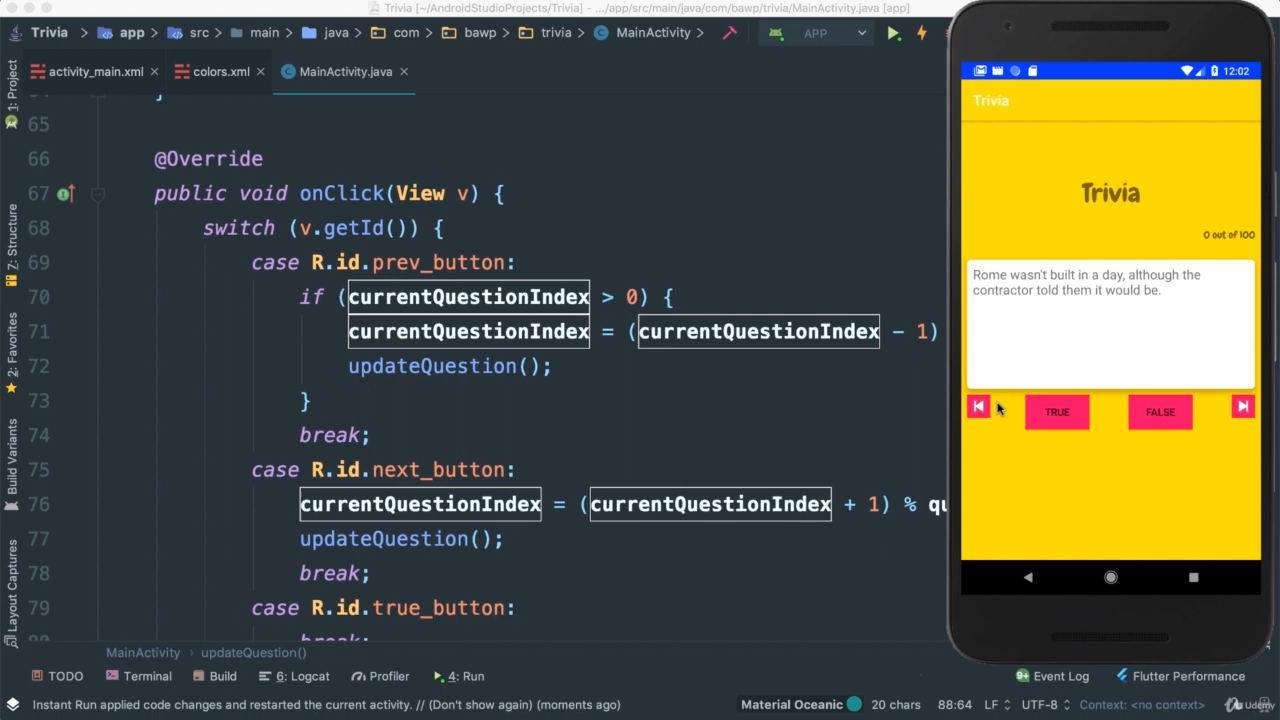 Trivia [~/AndroidStudioProjects/Trivia] - .../app/src/main/java/com/bawp/trivia/MainActivity.java [app]
Trivia > app > src > main > java > com > bawp > trivia > MainActivity > APP
activity_main.xml × colors.xml × MainActivity.java ×
1: Project
Z: Structure
2: Favorites
Build Variants
Layout Captures
65
66 @Override
67 public void onClick(View v) {
68 switch (v.getId()) {
69 case R.id.prev_button:
70 if (currentQuestionIndex > 0) {
71 currentQuestionIndex = (currentQuestionIndex - 1)
72 updateQuestion();
73 }
74 break;
75 case R.id.next_button:
76 currentQuestionIndex = (currentQuestionIndex + 1) % qu
77 updateQuestion();
78 break;
79 case R.id.true_button:
break;
MainActivity > updateQuestion()
TODO Terminal Build 6: Logcat Profiler 4: Run
9+ Event Log Flutter Performance
Instant Run applied code changes and restarted the current activity. // (Don't show again) (moments ago)
Material Oceanic 20 chars 88:64 LF UTF-8 Context: <no context>
Udemy
12:02
Trivia
Trivia
0 out of 100
Rome wasn't built in a day, although the
contractor told them it would be.
TRUE FALSE